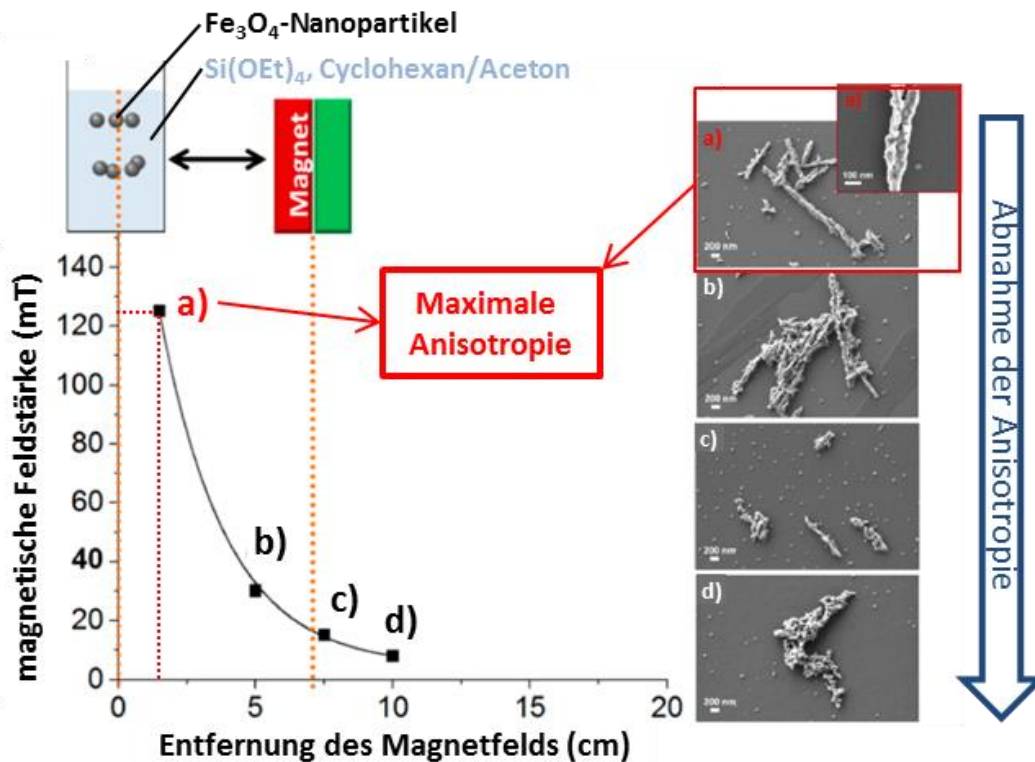 Fe₃O₄-Nanopartikel
Si(OEt)₄, Cyclohexan/Aceton
Magnet
magnetische Feldstärke (mT)
140
120
100
80
60
40
20
0
a)
b)
c)
d)
0
5
10
15
20
Entfernung des Magnetfelds (cm)
Maximale
Anisotropie
a)
200 nm
a)
100 nm
b)
200 nm
c)
200 nm
d)
200 nm
Abnahme der Anisotropie